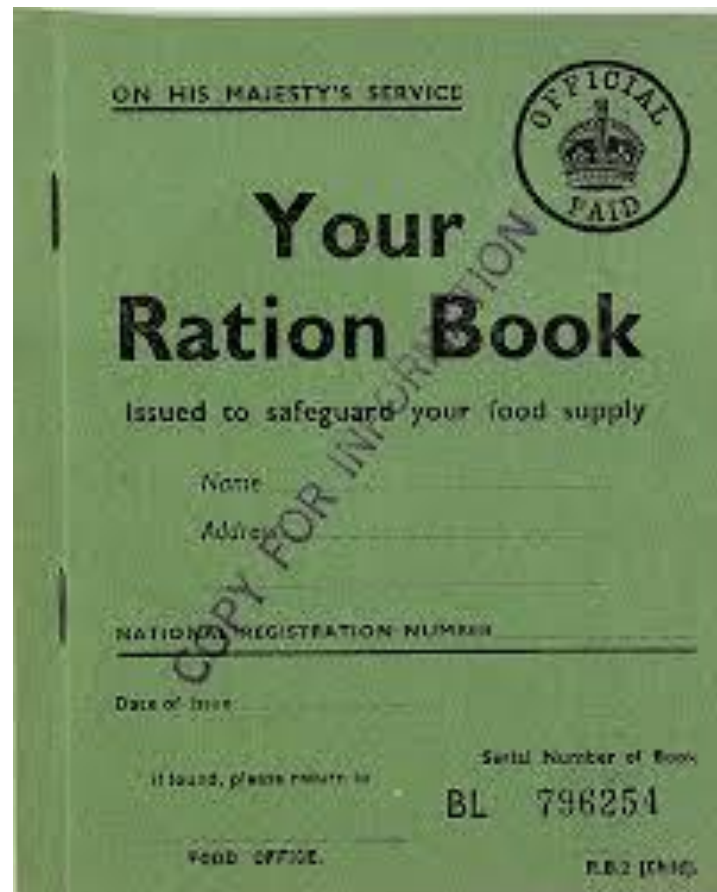 ON HIS MAJESTY'S SERVICE
OFFICIAL
PAID
Your
Ration Book
Issued to safeguard your food supply
Name
Address
NATIONAL REGISTRATION NUMBER
Date of Issue
If found, please return to
FOOD OFFICE.
Serial Number of Book
BL 796254
R.B.2 [Child].
COPY FOR INFORMATION